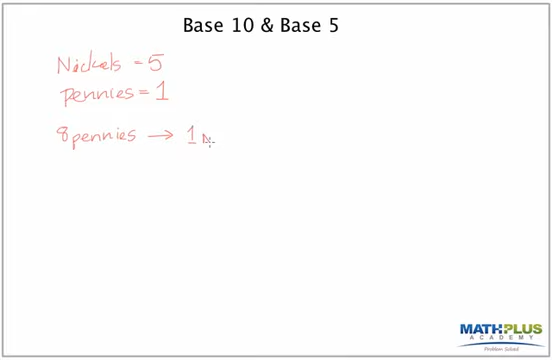 Base 10 & Base 5
Nickels = 5
pennies = 1
8 pennies → 1
MATHPLUS
ACADEMY
Problem Solved!